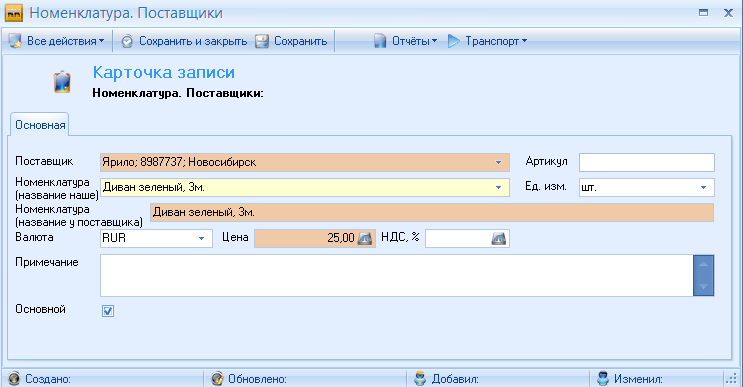 Номенклатура. Поставщики
Все действия Сохранить и закрыть Сохранить Отчёты Транспорт
Карточка записи
Номенклатура. Поставщики:
Основная
Поставщик Ярило; 8987737; Новосибирск Артикул
Номенклатура
(название наше) Диван зеленый, 3м. Ед. изм. шт.
Номенклатура
(название у поставщика) Диван зеленый, 3м.
Валюта RUR Цена 25,00 НДС, %
Примечание
Основной
Создано: Обновлено: Добавил: Изменил: